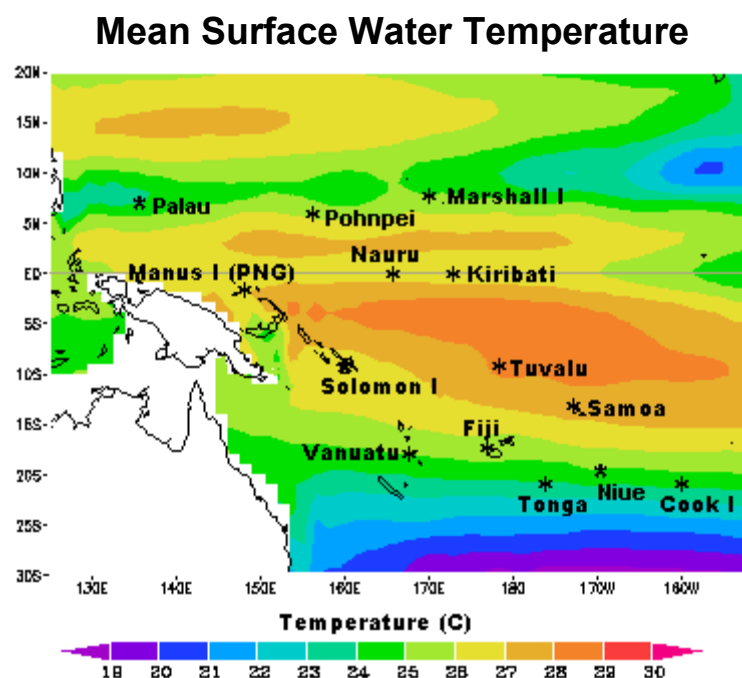 Mean Surface Water Temperature
20N
15N
10N
5N
EQ
5S
10S
15S
20S
25S
30S
Palau
Marshall I
Pohnpei
Nauru
Manus I (PNG)
Kiribati
Tuvalu
Solomon I
Samoa
Fiji
Vanuatu
Tonga
Niue
Cook I
130E 140E 150E 160E 170E 180 170W 160W
Temperature (C)
19 20 21 22 23 24 25 26 27 28 29 30